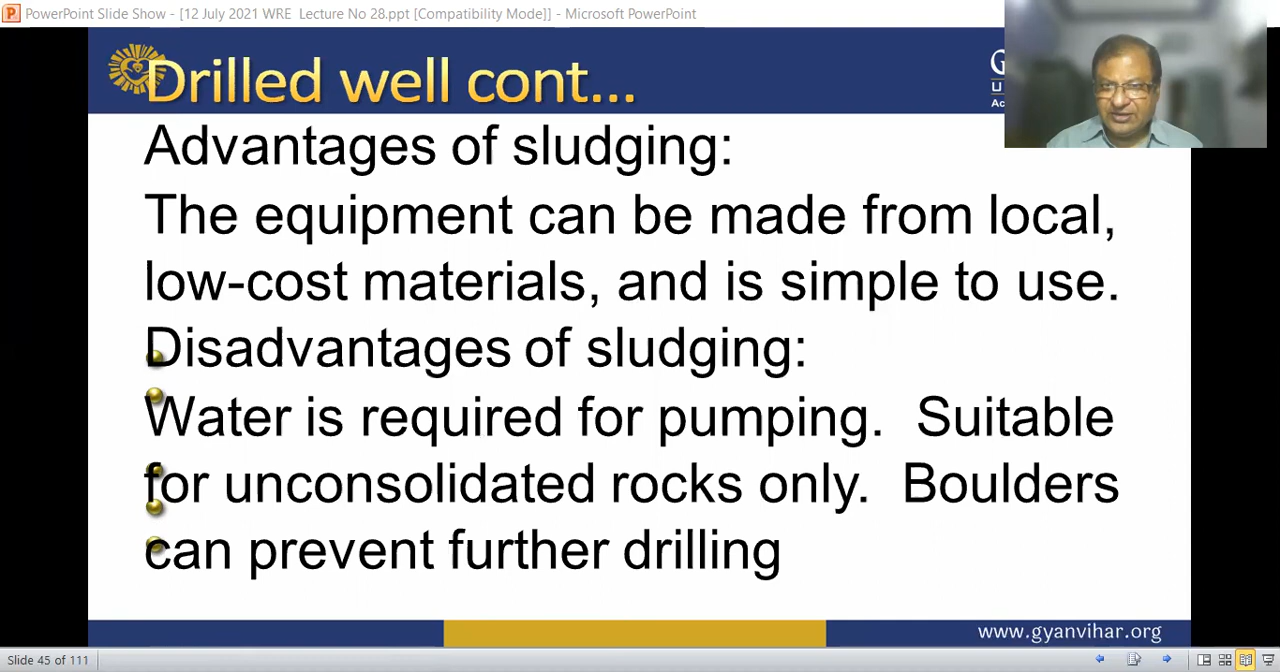 PowerPoint Slide Show - [12 July 2021 WRE  Lecture No 28.ppt [Compatibility Mode]] - Microsoft PowerPoint
Drilled well cont...
Advantages of sludging:
The equipment can be made from local,
low-cost materials, and is simple to use.
Disadvantages of sludging:
Water is required for pumping.  Suitable
for unconsolidated rocks only.  Boulders
can prevent further drilling
www.gyanvihar.org
Slide 45 of 111